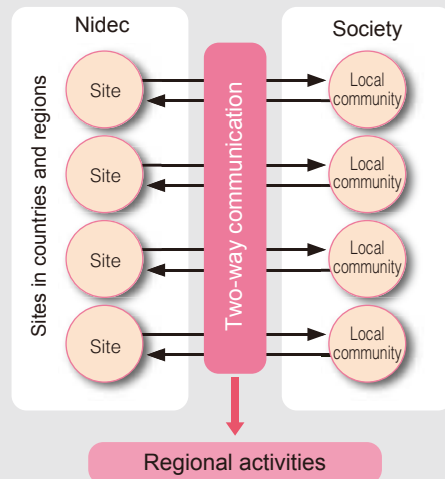 Nidec
Society
Sites in countries and regions
Two-way communication
Site
Local
community
Site
Local
community
Site
Local
community
Site
Local
community
Regional activities